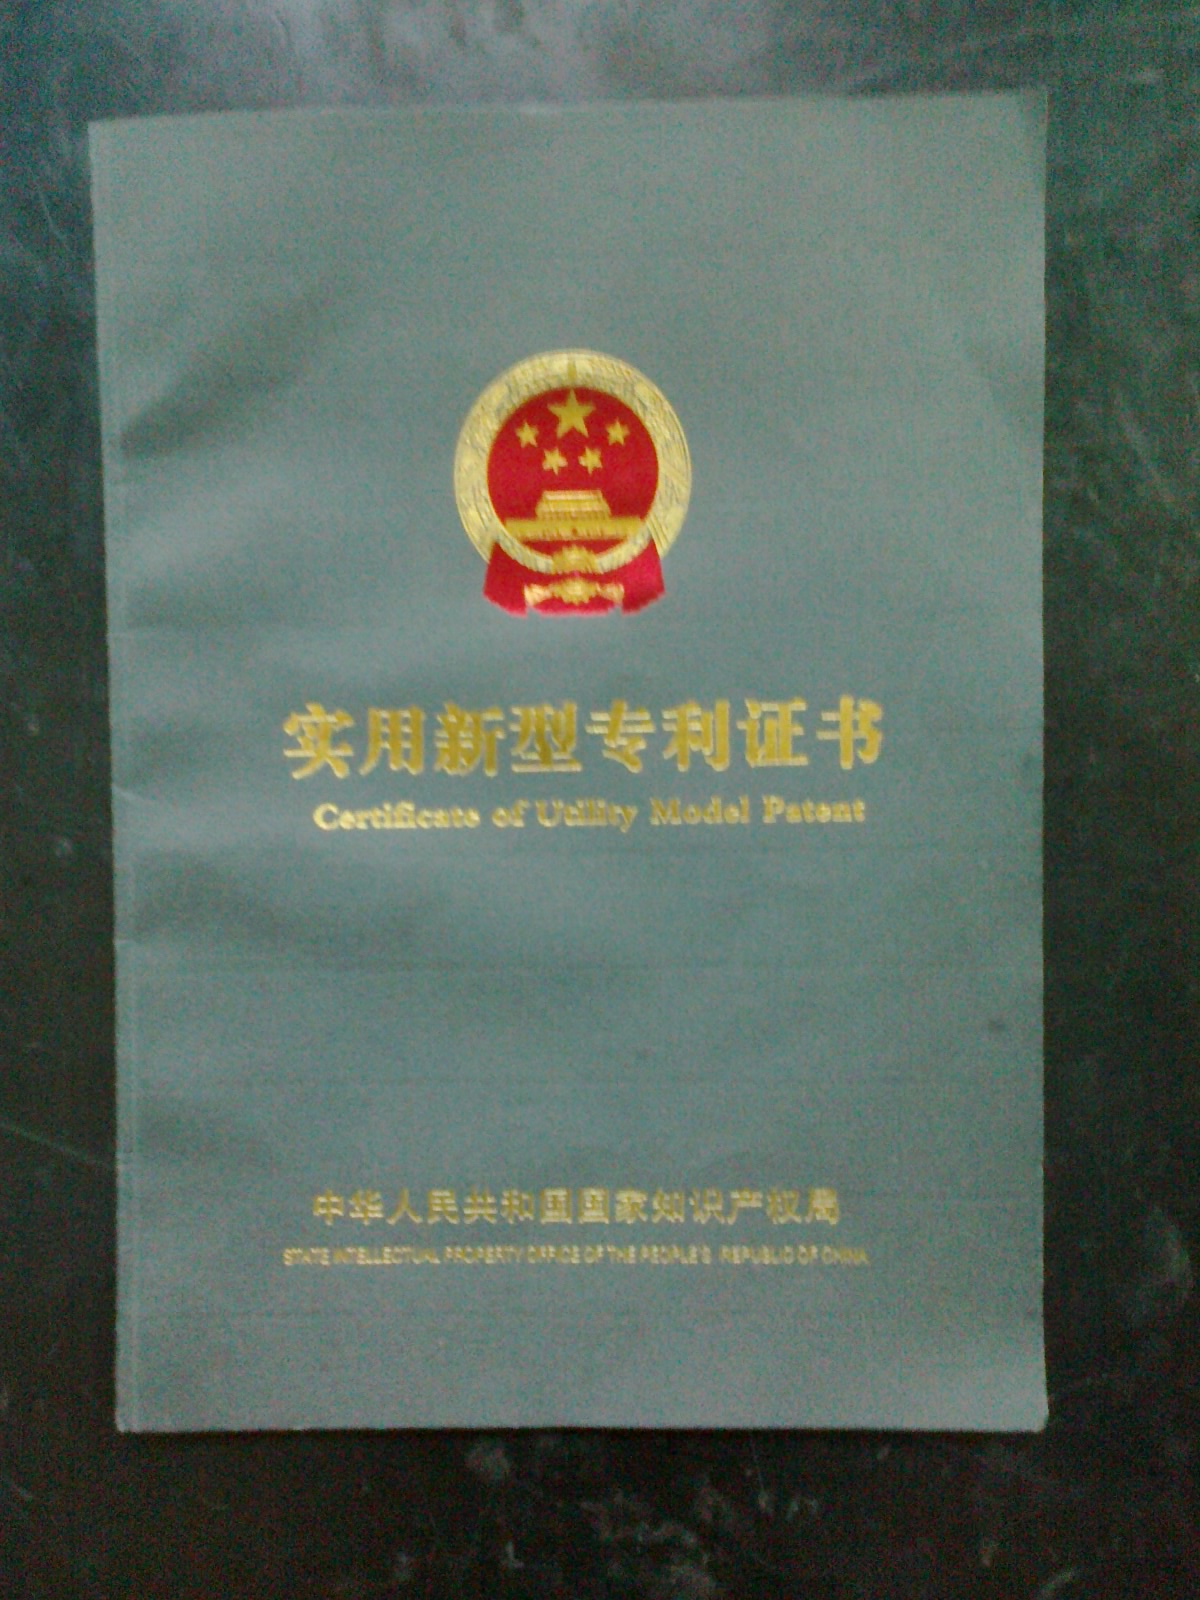 实用新型专利证书
Certificate of Utility Model Patent
中华人民共和国国家知识产权局
STATE INTELLECTUAL PROPERTY OFFICE OF THE PEOPLE'S REPUBLIC OF CHINA